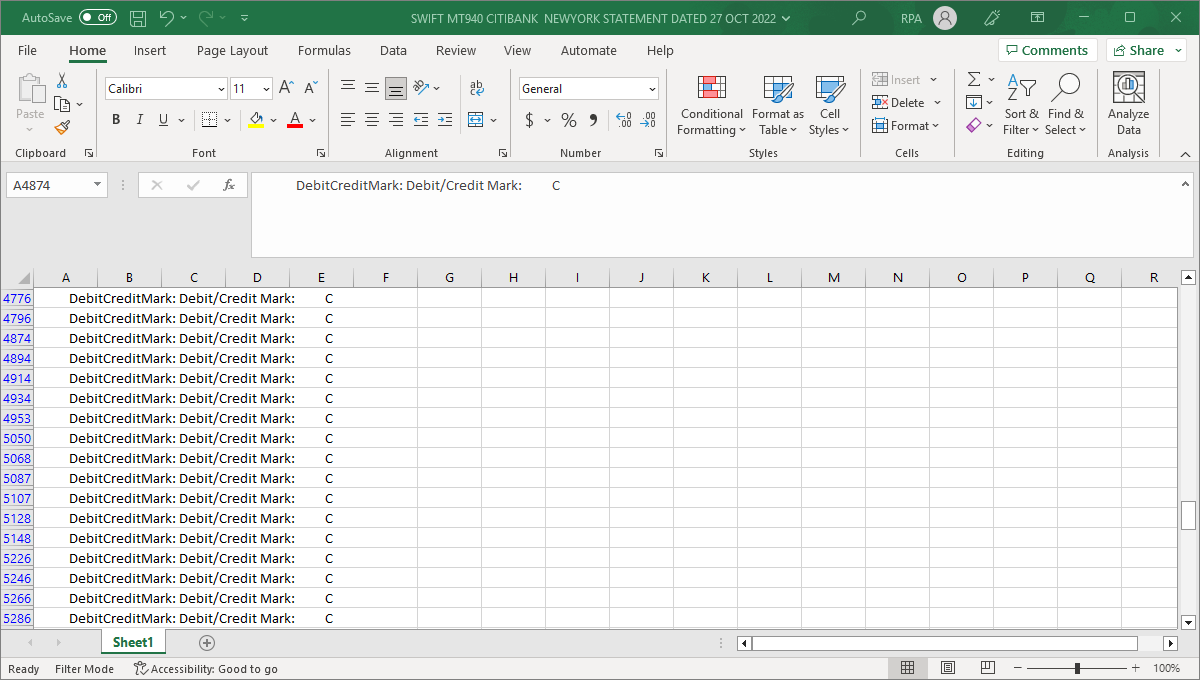 AutoSave Off SWIFT MT940 CITIBANK NEWYORK STATEMENT DATED 27 OCT 2022 RPA
File Home Insert Page Layout Formulas Data Review View Automate Help Comments Share
Paste Calibri 11 A A ab c General $ % , .00 .00 Conditional Formatting Format as Table Cell Styles Insert Delete Format Sort & Filter Find & Select Analyze Data
B I U A
Clipboard Font Alignment Number Styles Cells Editing Analysis
A4874 fx DebitCreditMark: Debit/Credit Mark: C
A B C D E F G H I J K L M N O P Q R
4776 DebitCreditMark: Debit/Credit Mark: C
4796 DebitCreditMark: Debit/Credit Mark: C
4874 DebitCreditMark: Debit/Credit Mark: C
4894 DebitCreditMark: Debit/Credit Mark: C
4914 DebitCreditMark: Debit/Credit Mark: C
4934 DebitCreditMark: Debit/Credit Mark: C
4953 DebitCreditMark: Debit/Credit Mark: C
5050 DebitCreditMark: Debit/Credit Mark: C
5068 DebitCreditMark: Debit/Credit Mark: C
5087 DebitCreditMark: Debit/Credit Mark: C
5107 DebitCreditMark: Debit/Credit Mark: C
5128 DebitCreditMark: Debit/Credit Mark: C
5148 DebitCreditMark: Debit/Credit Mark: C
5226 DebitCreditMark: Debit/Credit Mark: C
5246 DebitCreditMark: Debit/Credit Mark: C
5266 DebitCreditMark: Debit/Credit Mark: C
5286 DebitCreditMark: Debit/Credit Mark: C
Sheet1
Ready Filter Mode Accessibility: Good to go 100%